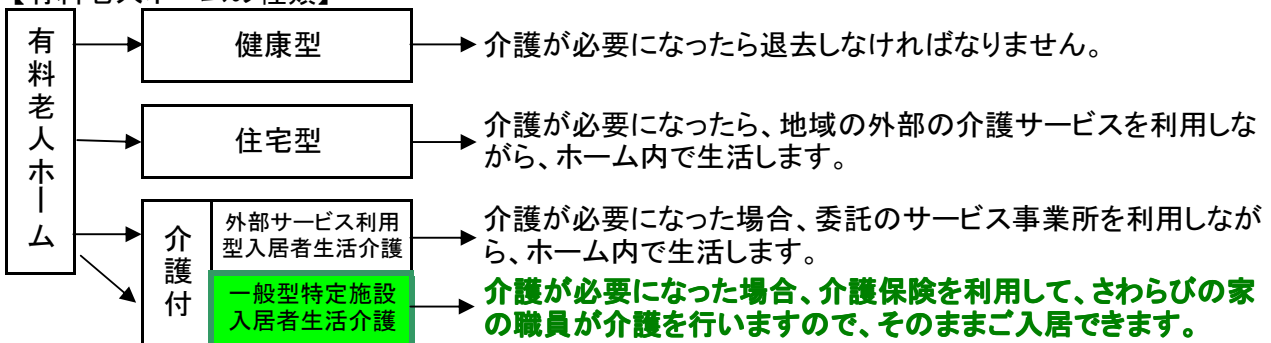 【有料老人ホームの種類】
有料老人ホーム
健康型
介護が必要になったら退去しなければなりません。
住宅型
介護が必要になったら、地域の外部の介護サービスを利用しな
がら、ホーム内で生活します。
介護付
外部サービス利用
型入居者生活介護
介護が必要になった場合、委託のサービス事業所を利用しなが
ら、ホーム内で生活します。
一般型特定施設
入居者生活介護
介護が必要になった場合、介護保険を利用して、さわらびの家
の職員が介護を行いますので、そのままご入居できます。